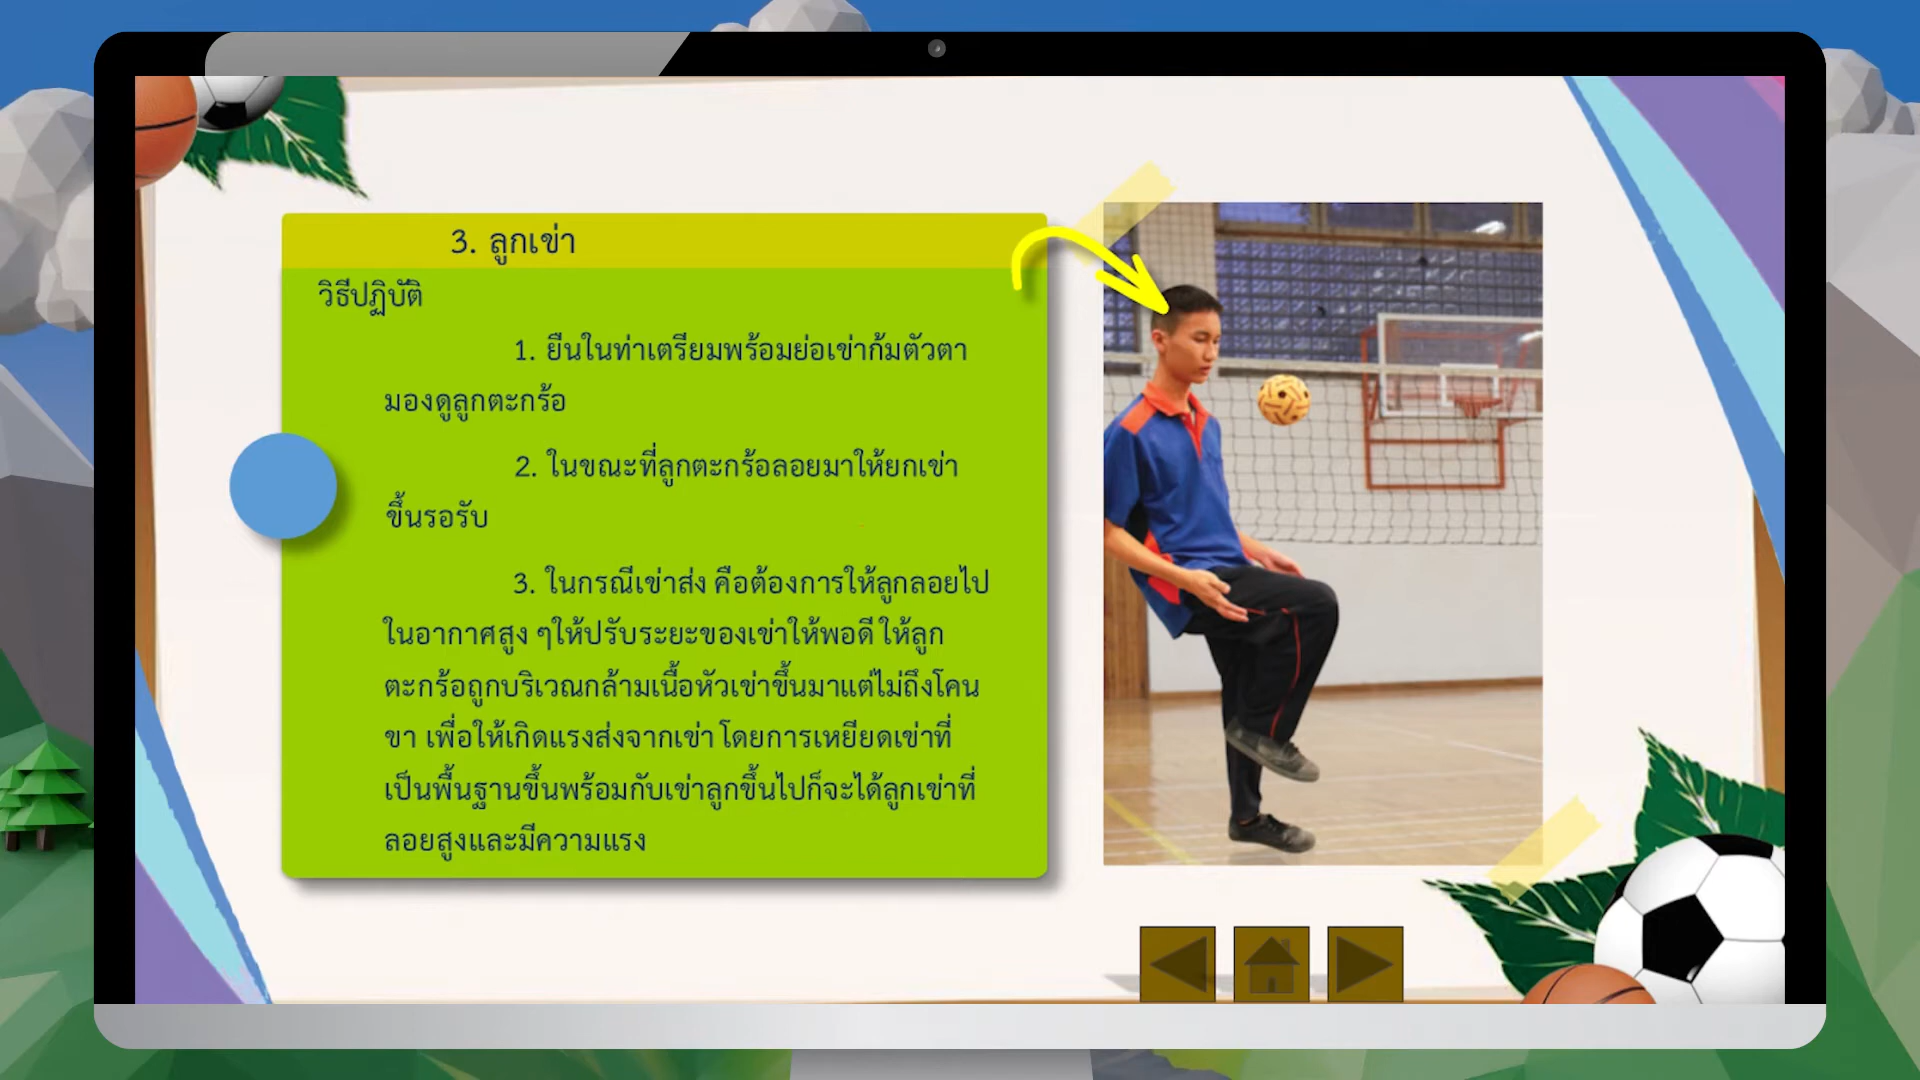 3. ลูกเข่า
วิธีปฏิบัติ
1. ยืนในท่าเตรียมพร้อมย่อเข่าก้มตัวตา
มองดูลูกตะกร้อ
2. ในขณะที่ลูกตะกร้อลอยมาให้ยกเข่า
ขึ้นรอรับ
3. ในกรณีเข่าส่ง คือต้องการให้ลูกลอยไป
ในอากาศสูง ๆให้ปรับระยะของเข่าให้พอดี ให้ลูก
ตะกร้อถูกบริเวณกล้ามเนื้อหัวเข่าขึ้นมาแต่ไม่ถึงโคน
ขา เพื่อให้เกิดแรงส่งจากเข่า โดยการเหยียดเข่าที่
เป็นพื้นฐานขึ้นพร้อมกับเข่าลูกขึ้นไปก็จะได้ลูกเข่าที่
ลอยสูงและมีความแรง